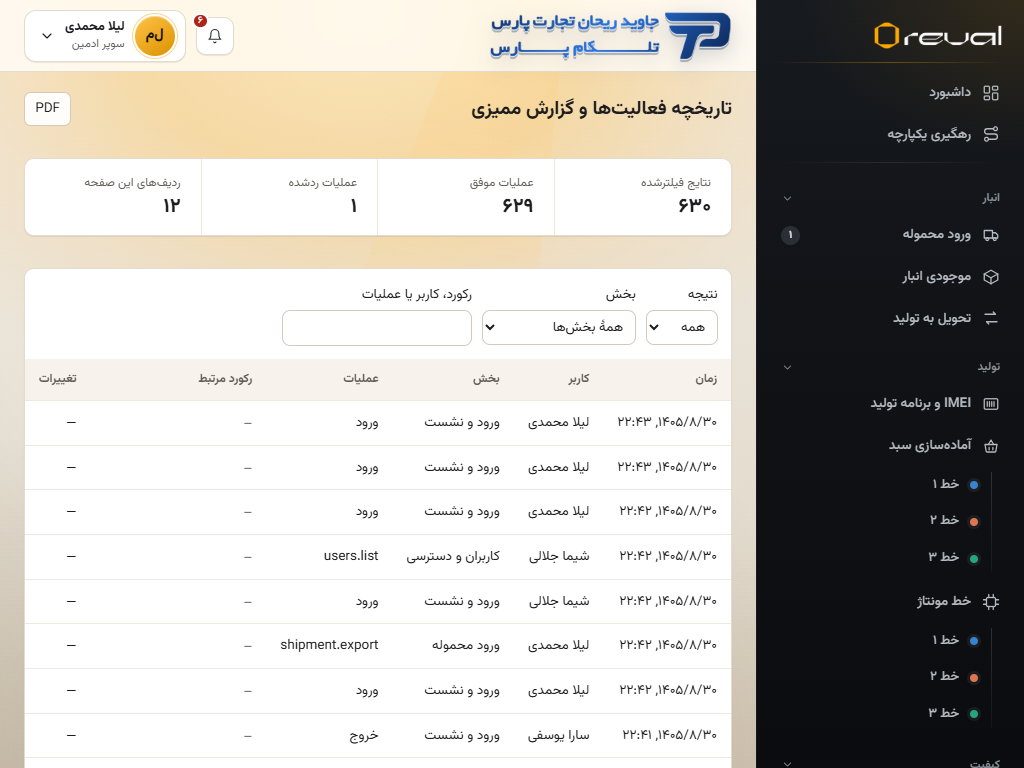 oreval
داشبورد
رهگیری یکپارچه
انبار
ورود محموله
۱
موجودی انبار
تحویل به تولید
تولید
IMEI و برنامه تولید
آماده‌سازی سبد
خط ۱
خط ۲
خط ۳
خط مونتاژ
خط ۱
خط ۲
خط ۳
کیفیت
جاوید ریحان تجارت پارس
تلکام پارس
۶
ل‌م
لیلا محمدی
سوپر ادمین
تاریخچه فعالیت‌ها و گزارش ممیزی
PDF
نتایج فیلترشده
۶۳۰
عملیات موفق
۶۲۹
عملیات ردشده
۱
ردیف‌های این صفحه
۱۲
نتیجه
همه
بخش
همهٔ بخش‌ها
رکورد، کاربر یا عملیات
زمان کاربر بخش عملیات رکورد مرتبط تغییرات
۱۴۰۵/۸/۳۰, ۲۲:۴۳ لیلا محمدی ورود و نشست ورود – —
۱۴۰۵/۸/۳۰, ۲۲:۴۳ لیلا محمدی ورود و نشست ورود – —
۱۴۰۵/۸/۳۰, ۲۲:۴۲ لیلا محمدی ورود و نشست ورود – —
۱۴۰۵/۸/۳۰, ۲۲:۴۲ شیما جلالی کاربران و دسترسی users.list – —
۱۴۰۵/۸/۳۰, ۲۲:۴۲ شیما جلالی ورود و نشست ورود – —
۱۴۰۵/۸/۳۰, ۲۲:۴۲ لیلا محمدی ورود محموله shipment.export – —
۱۴۰۵/۸/۳۰, ۲۲:۴۲ لیلا محمدی ورود و نشست ورود – —
۱۴۰۵/۸/۳۰, ۲۲:۴۱ سارا یوسفی ورود و نشست خروج – —